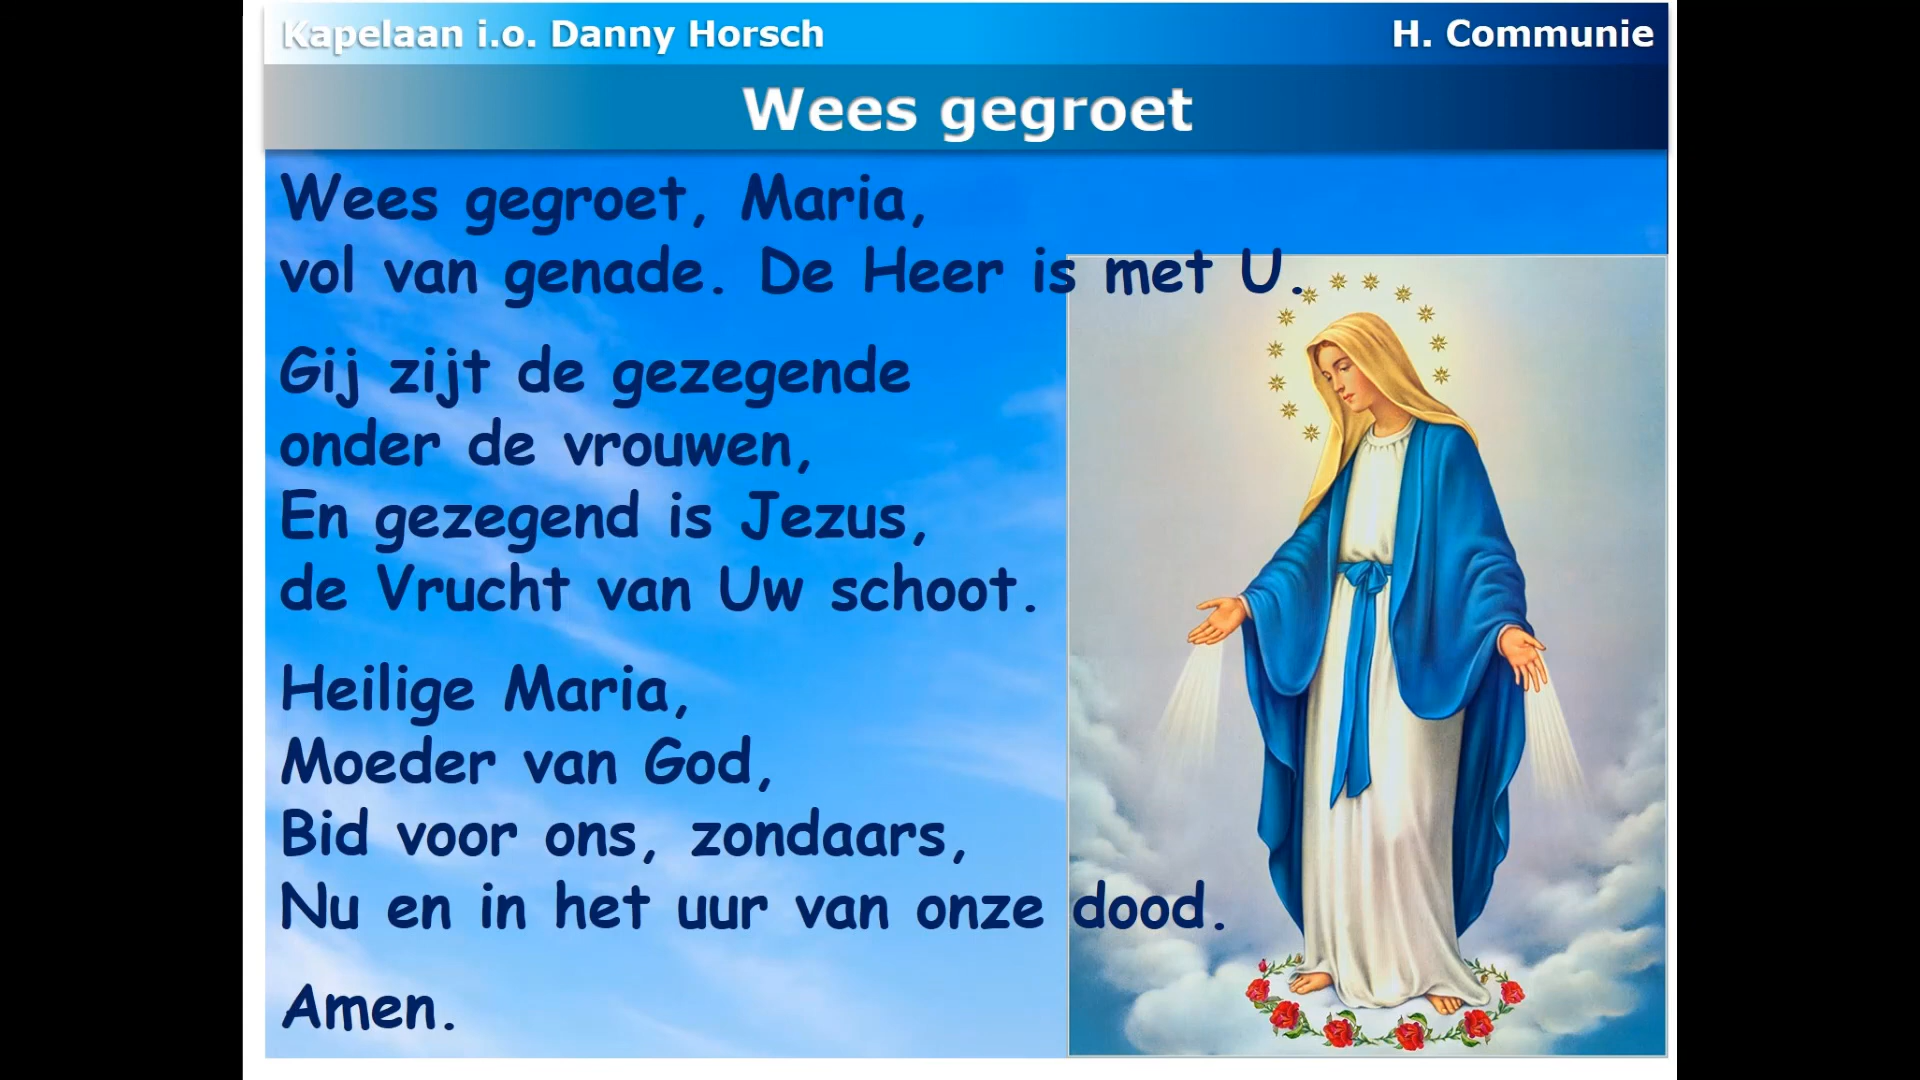 Kapelaan i.o. Danny Horsch
H. Communie
Wees gegroet
Wees gegroet, Maria,
vol van genade. De Heer is met U.
Gij zijt de gezegende
onder de vrouwen,
En gezegend is Jezus,
de Vrucht van Uw schoot.
Heilige Maria,
Moeder van God,
Bid voor ons, zondaars,
Nu en in het uur van onze dood.
Amen.